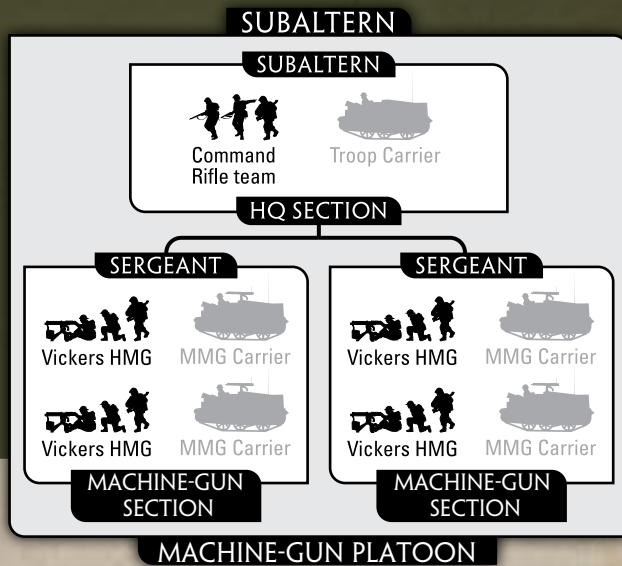 SUBALTERN
SUBALTERN
Command
Rifle team
Troop Carrier
HQ SECTION
SERGEANT
Vickers HMG
MMG Carrier
Vickers HMG
MMG Carrier
MACHINE-GUN
SECTION
SERGEANT
Vickers HMG
MMG Carrier
Vickers HMG
MMG Carrier
MACHINE-GUN
SECTION
MACHINE-GUN PLATOON